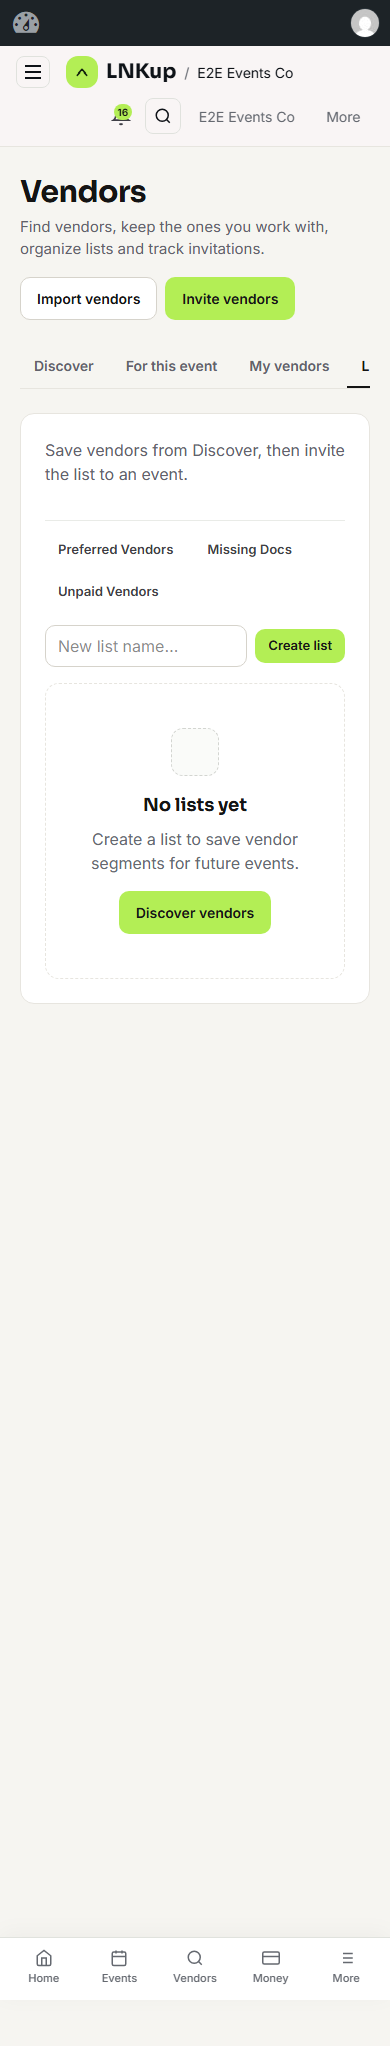 LNKup / E2E Events Co
16
E2E Events Co
More
Vendors
Find vendors, keep the ones you work with,
organize lists and track invitations.
Import vendors
Invite vendors
Discover
For this event
My vendors
L
Save vendors from Discover, then invite
the list to an event.
Preferred Vendors
Missing Docs
Unpaid Vendors
New list name...
Create list
No lists yet
Create a list to save vendor
segments for future events.
Discover vendors
Home
Events
Vendors
Money
More